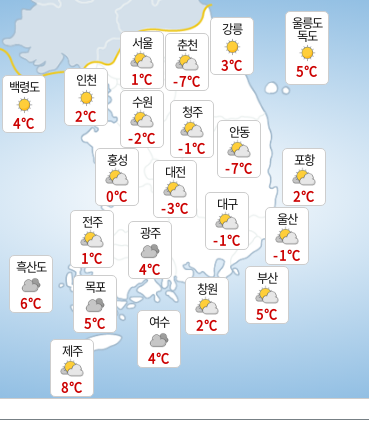 울릉도
독도
5°C
강릉
3°C
서울
1°C
춘천
-7°C
백령도
4°C
인천
2°C
수원
-2°C
청주
-1°C
안동
-7°C
홍성
0°C
대전
-3°C
포항
2°C
대구
-1°C
울산
-1°C
전주
1°C
광주
4°C
흑산도
6°C
목포
5°C
창원
2°C
부산
5°C
여수
4°C
제주
8°C